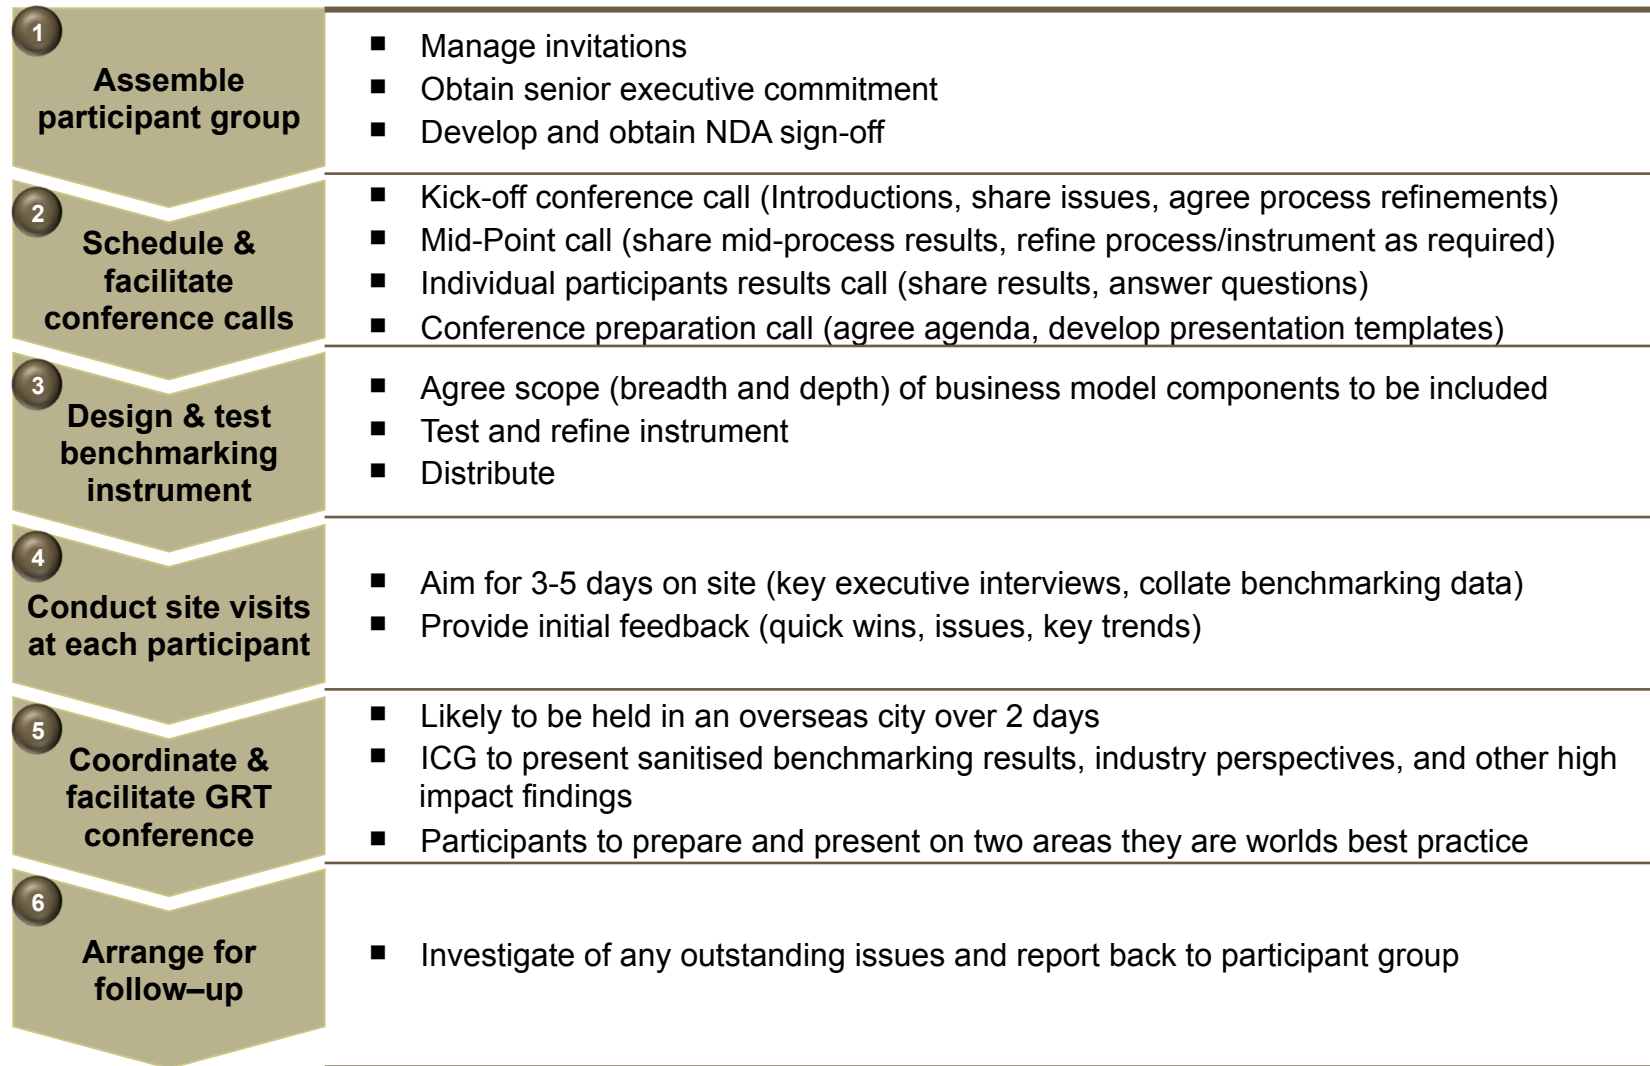 1
Assemble
participant group
■ Manage invitations
■ Obtain senior executive commitment
■ Develop and obtain NDA sign-off
2
Schedule &
facilitate
conference calls
■ Kick-off conference call (Introductions, share issues, agree process refinements)
■ Mid-Point call (share mid-process results, refine process/instrument as required)
■ Individual participants results call (share results, answer questions)
■ Conference preparation call (agree agenda, develop presentation templates)
3
Design & test
benchmarking
instrument
■ Agree scope (breadth and depth) of business model components to be included
■ Test and refine instrument
■ Distribute
4
Conduct site visits
at each participant
■ Aim for 3-5 days on site (key executive interviews, collate benchmarking data)
■ Provide initial feedback (quick wins, issues, key trends)
5
Coordinate &
facilitate GRT
conference
■ Likely to be held in an overseas city over 2 days
■ ICG to present sanitised benchmarking results, industry perspectives, and other high
impact findings
■ Participants to prepare and present on two areas they are worlds best practice
6
Arrange for
follow–up
■ Investigate of any outstanding issues and report back to participant group